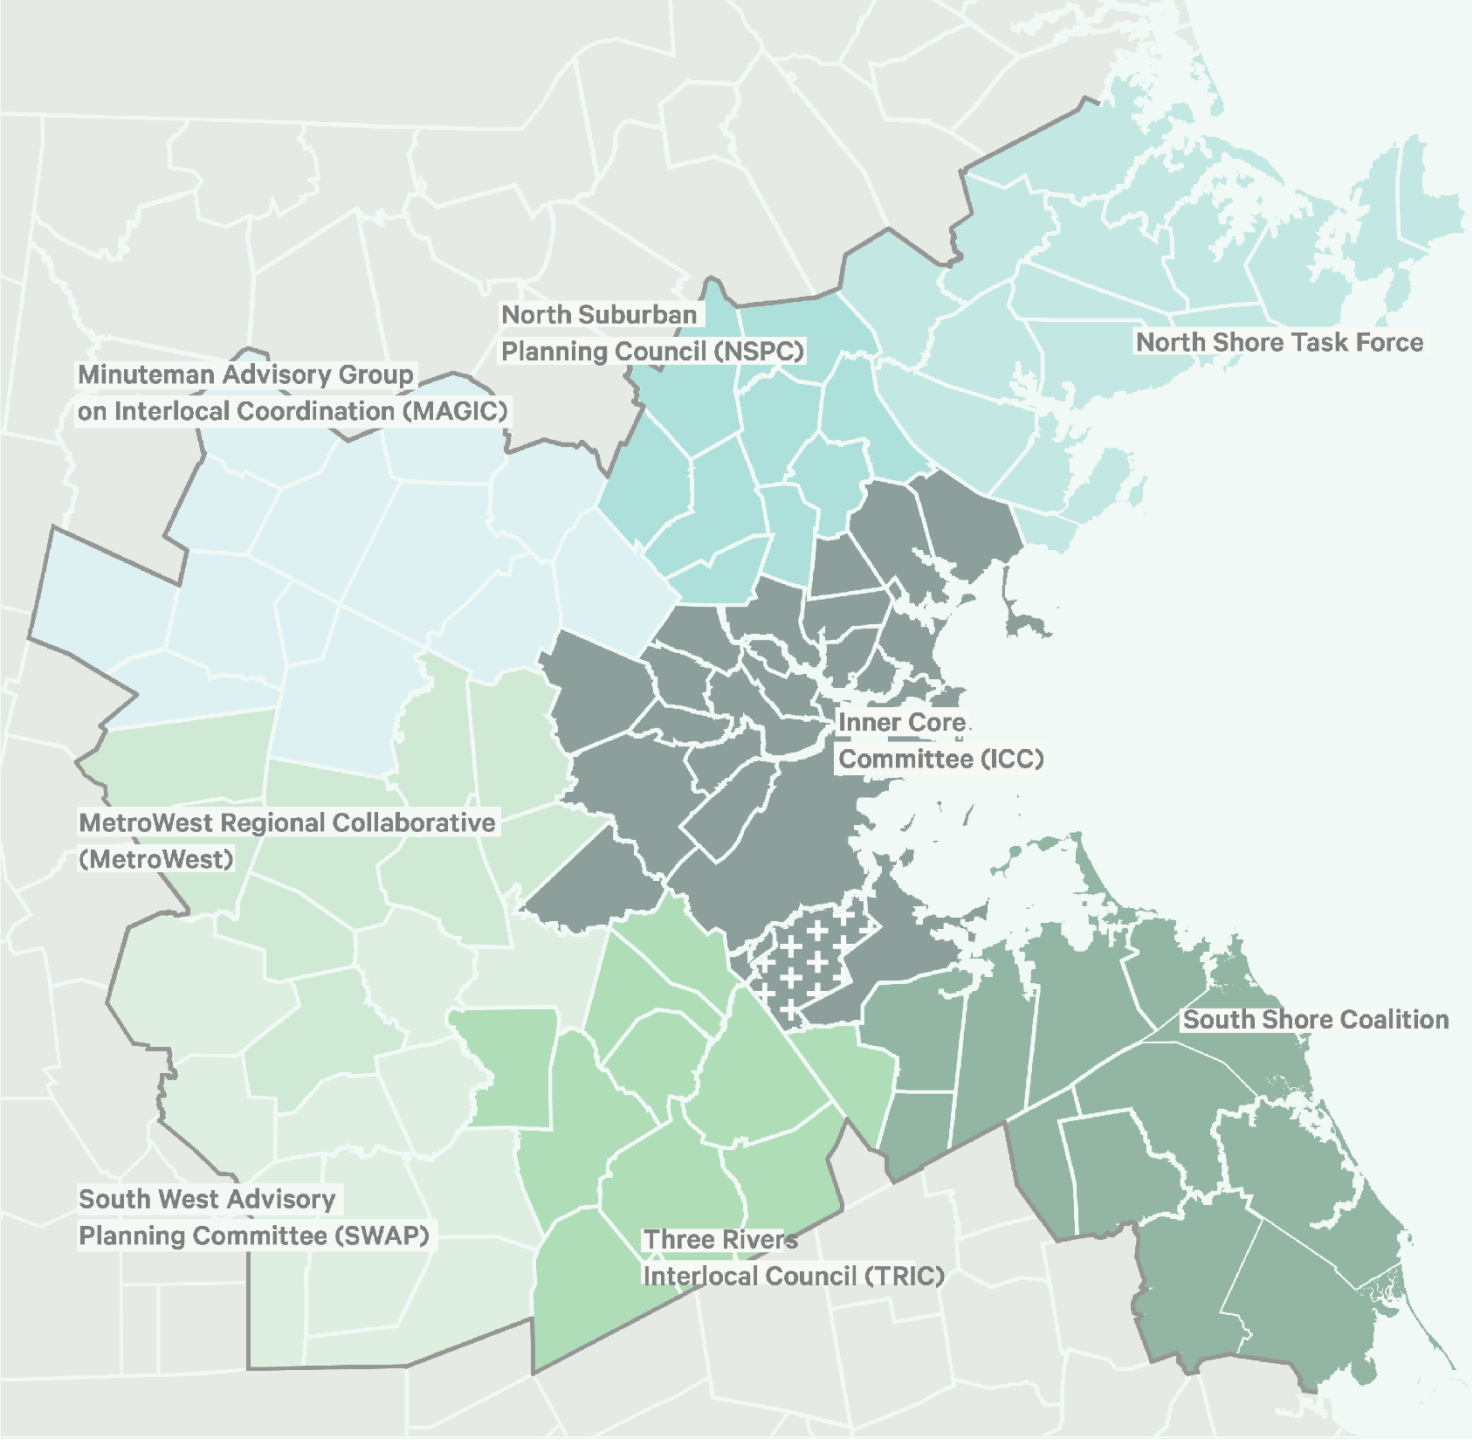 North Suburban
Planning Council (NSPC)
North Shore Task Force
Minuteman Advisory Group
on Interlocal Coordination (MAGIC)
Inner Core
Committee (ICC)
MetroWest Regional Collaborative
(MetroWest)
South Shore Coalition
South West Advisory
Planning Committee (SWAP)
Three Rivers
Interlocal Council (TRIC)